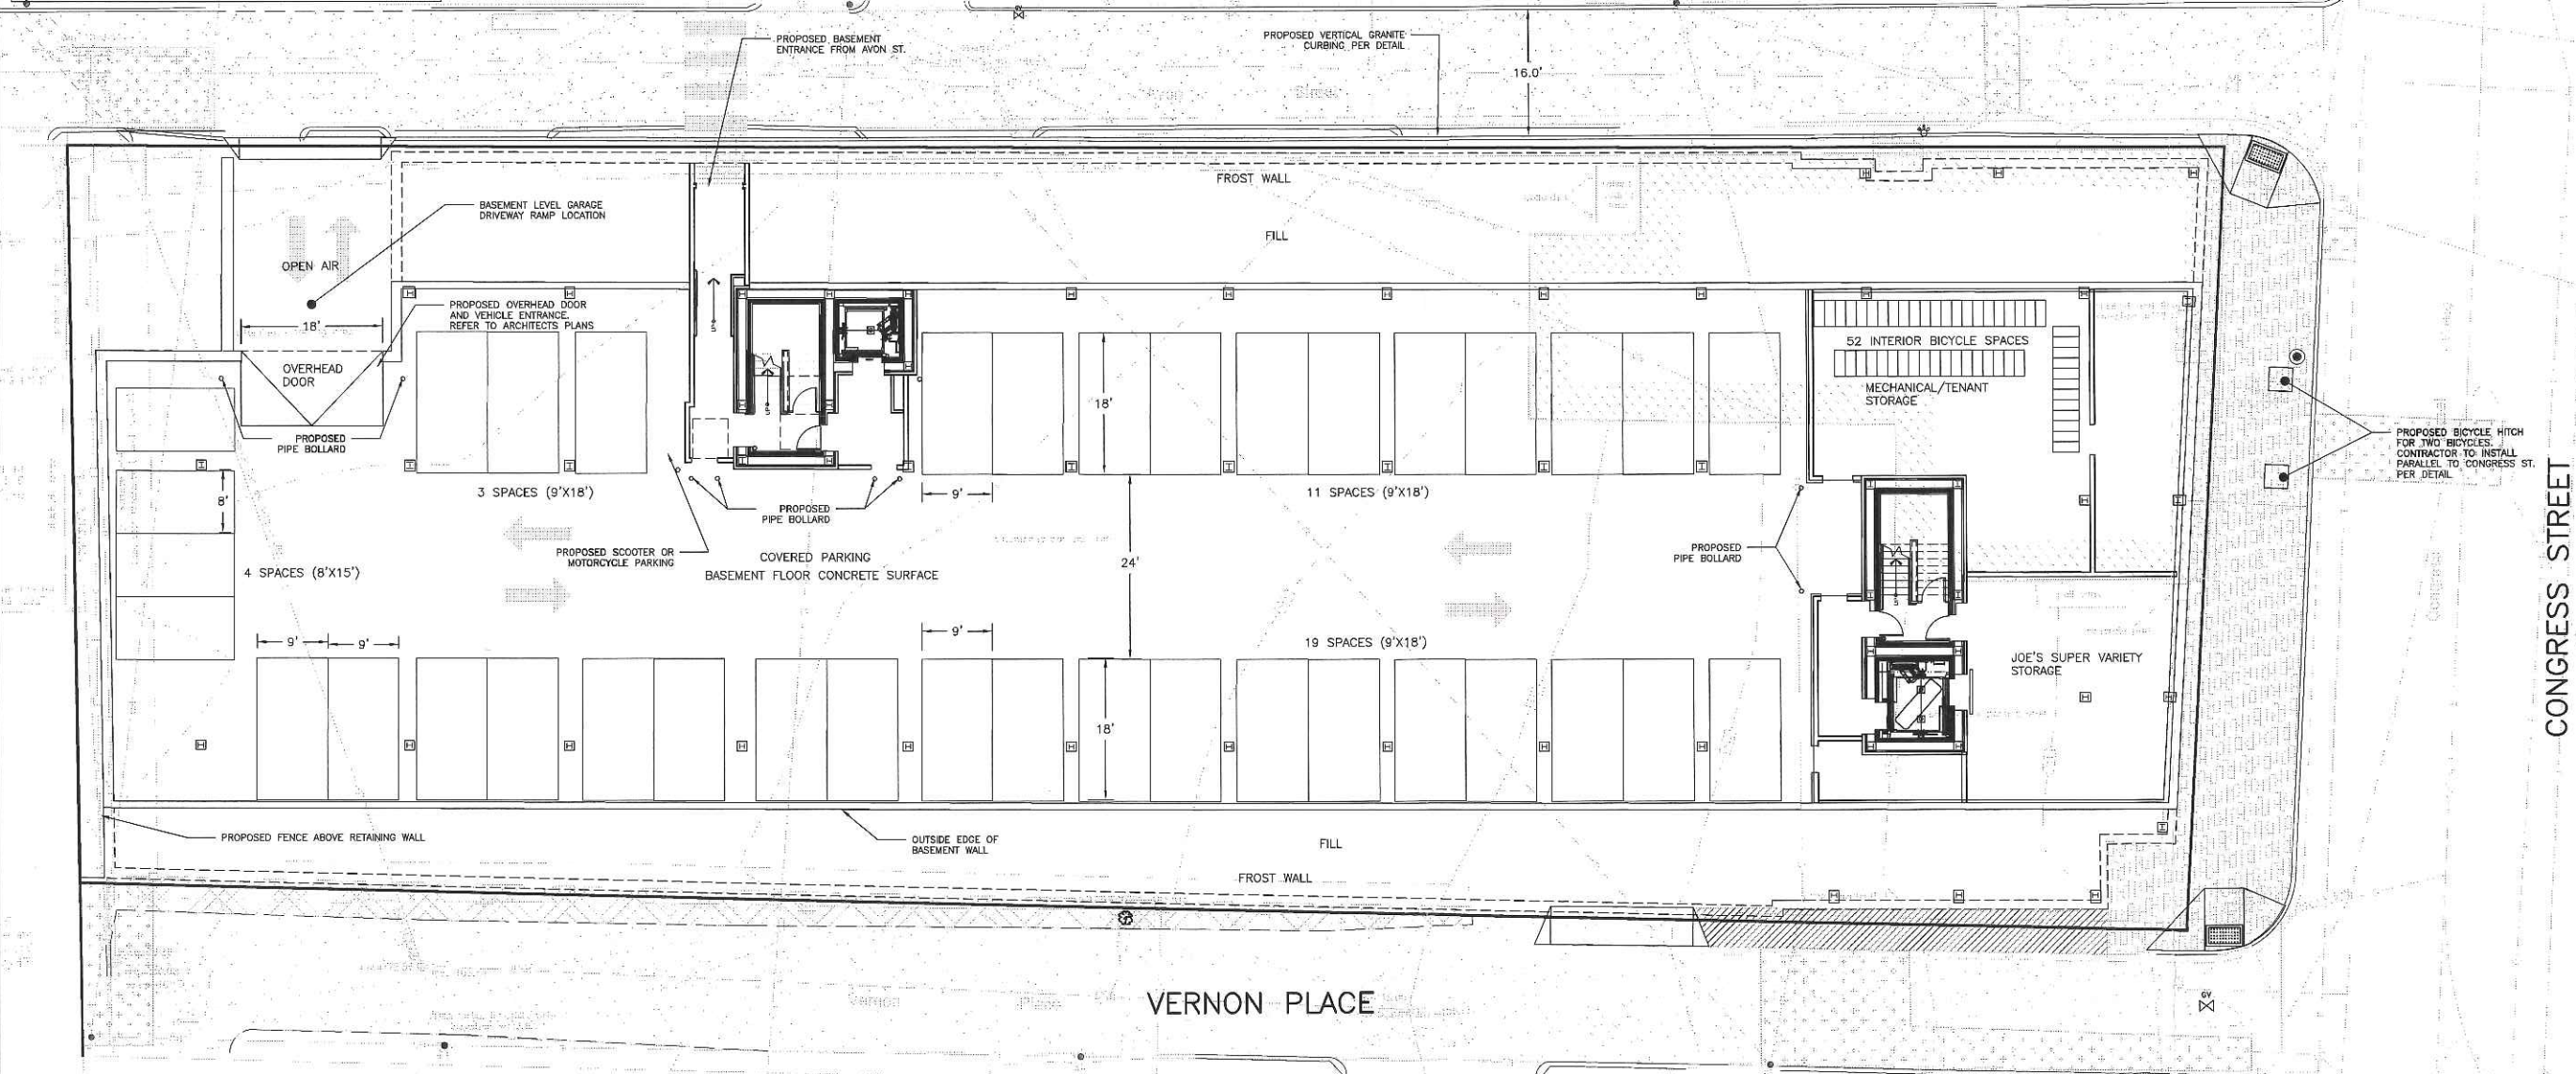 PROPOSED BASEMENT
ENTRANCE FROM AVON ST.
PROPOSED VERTICAL GRANITE
CURBING PER DETAIL
16.0'
FROST WALL
BASEMENT LEVEL GARAGE
DRIVEWAY RAMP LOCATION
FILL
OPEN AIR
PROPOSED OVERHEAD DOOR
AND VEHICLE ENTRANCE.
REFER TO ARCHITECTS PLANS
18'
OVERHEAD
DOOR
52 INTERIOR BICYCLE SPACES
MECHANICAL/TENANT
STORAGE
18'
PROPOSED
PIPE BOLLARD
PROPOSED BICYCLE HITCH
FOR TWO BICYCLES.
CONTRACTOR TO INSTALL
PARALLEL TO CONGRESS ST.
PER DETAIL
CONGRESS STREET
8'
3 SPACES (9'X18')
9'
11 SPACES (9'X18')
PROPOSED
PIPE BOLLARD
UP
UP
UP
PROPOSED SCOOTER OR
MOTORCYCLE PARKING
COVERED PARKING
BASEMENT FLOOR CONCRETE SURFACE
24'
PROPOSED
PIPE BOLLARD
4 SPACES (8'X15')
9'
9'
9'
19 SPACES (9'X18')
JOE'S SUPER VARIETY
STORAGE
18'
PROPOSED FENCE ABOVE RETAINING WALL
OUTSIDE EDGE OF
BASEMENT WALL
FILL
FROST WALL
VERNON PLACE
GV